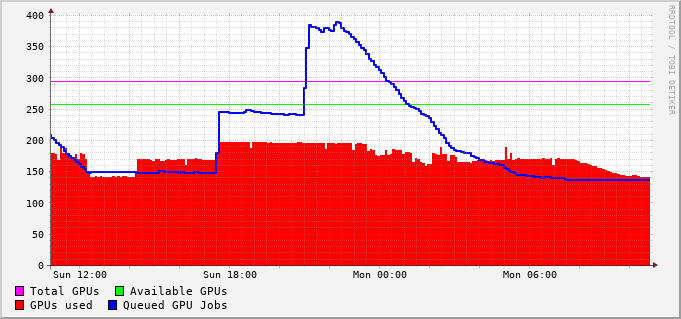 400
350
300
250
200
150
100
50
0
Sun 12:00 Sun 18:00 Mon 00:00 Mon 06:00
Total GPUs Available GPUs
GPUs used Queued GPU Jobs
RRDTOOL / TOBI OETIKER